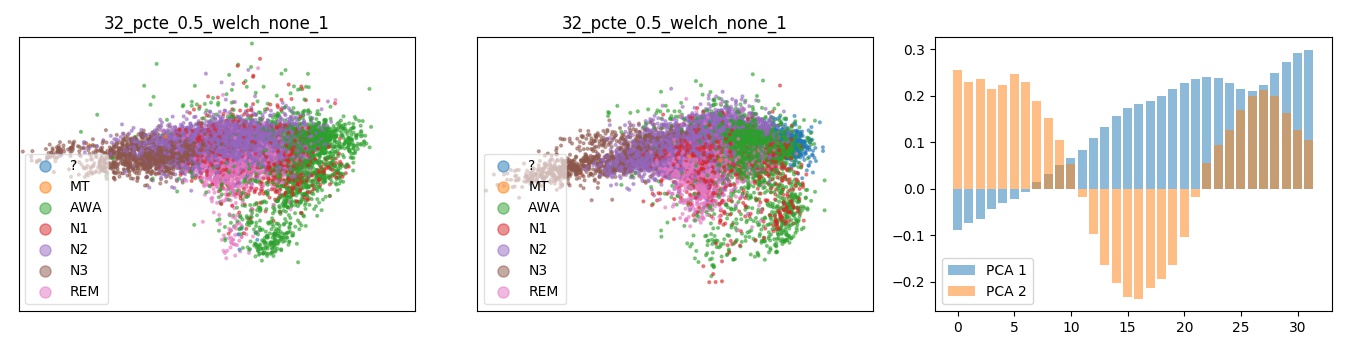 32_pcte_0.5_welch_none_1
?
MT
AWA
N1
N2
N3
REM
32_pcte_0.5_welch_none_1
?
MT
AWA
N1
N2
N3
REM
0.3
0.2
0.1
0.0
−0.1
−0.2
PCA 1
PCA 2
0 5 10 15 20 25 30